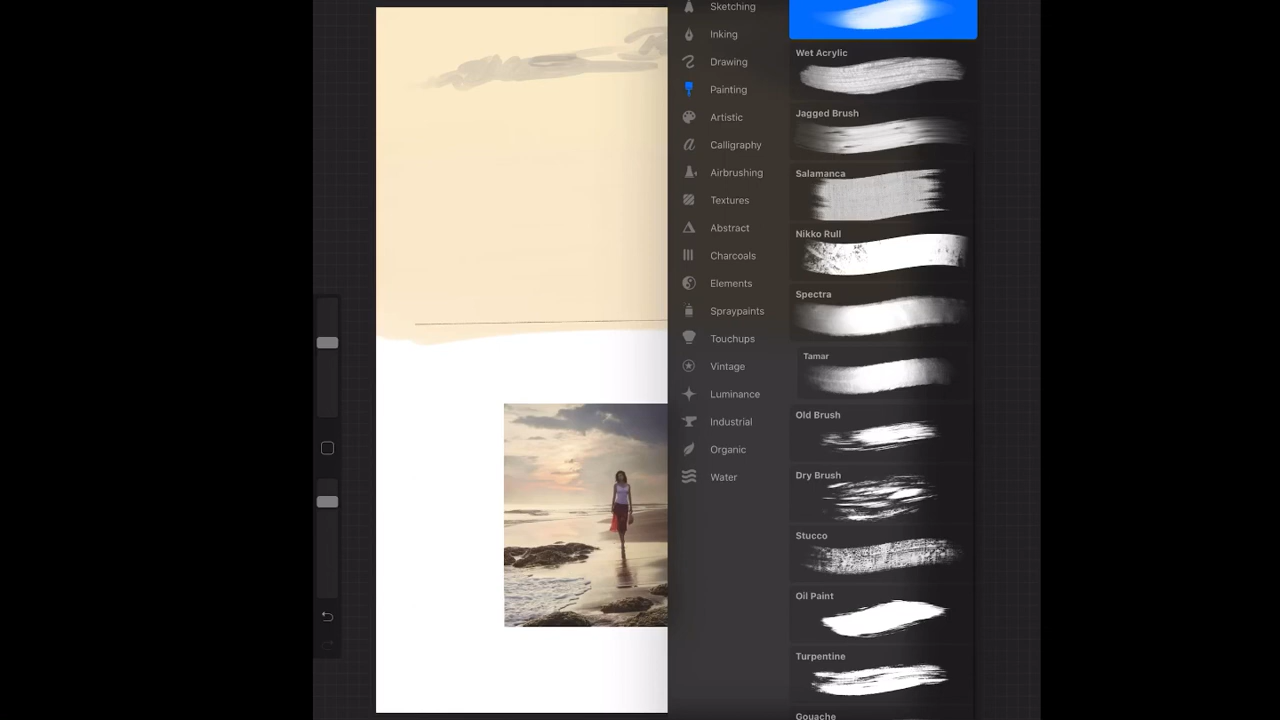 Sketching
Inking
Drawing
Painting
Artistic
Calligraphy
Airbrushing
Textures
Abstract
Charcoals
Elements
Spraypaints
Touchups
Vintage
Luminance
Industrial
Organic
Water
Wet Acrylic
Jagged Brush
Salamanca
Nikko Rull
Spectra
Tamar
Old Brush
Dry Brush
Stucco
Oil Paint
Turpentine
Gouache